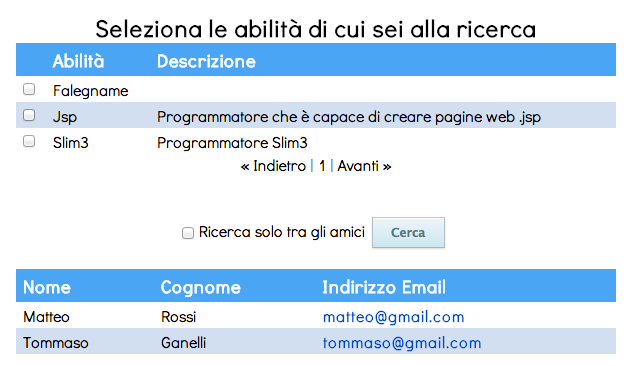 Seleziona le abilità di cui sei alla ricerca
Abilità Descrizione
Falegname
Jsp Programmatore che è capace di creare pagine web .jsp
Slim3 Programmatore Slim3
« Indietro | 1 | Avanti »
Ricerca solo tra gli amici Cerca
Nome Cognome Indirizzo Email
Matteo Rossi matteo@gmail.com
Tommaso Ganelli tommaso@gmail.com